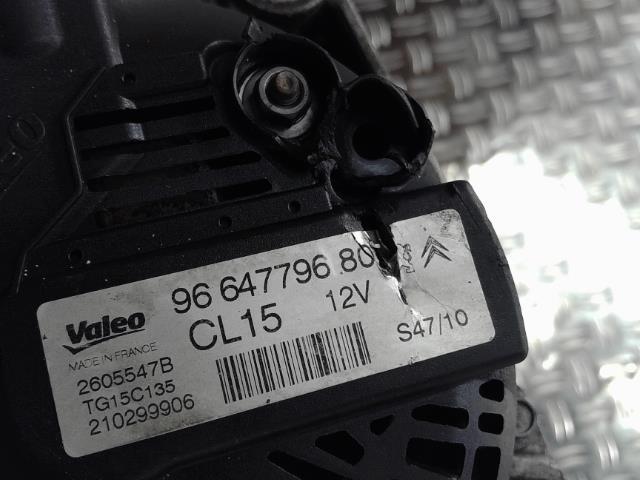 Valeo
MADE IN FRANCE
2605547B
TG15C135
210299906
96 647796 80
CL15 12V
S47/10